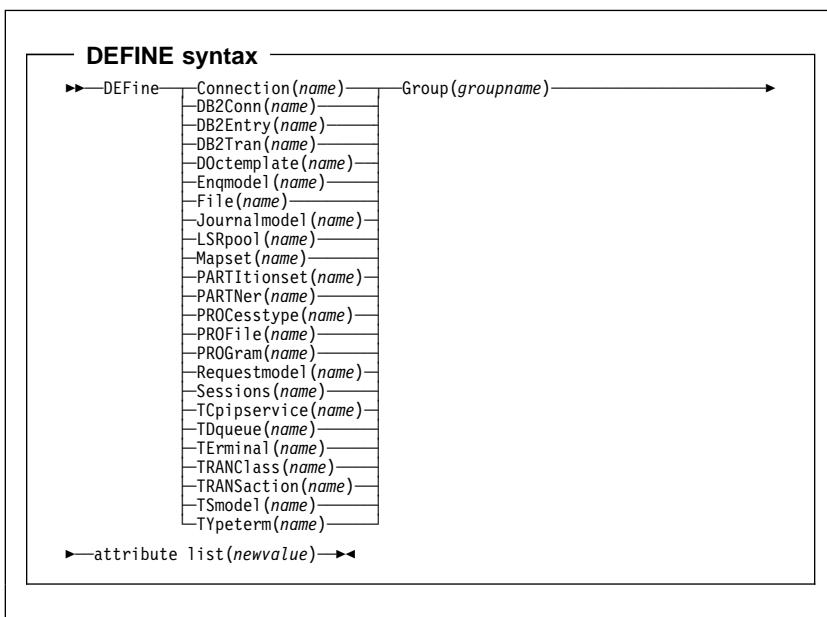 DEFINE syntax
DEFine Connection(name) Group(groupname)
DB2Conn(name)
DB2Entry(name)
DB2Tran(name)
DOctemplate(name)
Enqmodel(name)
File(name)
Journalmodel(name)
LSRpool(name)
Mapset(name)
PARTItionset(name)
PARTNer(name)
PROCesstype(name)
PROFile(name)
PROGram(name)
Requestmodel(name)
Sessions(name)
TCpipservice(name)
TDqueue(name)
TErminal(name)
TRANClass(name)
TRANSaction(name)
TSmodel(name)
TYpeterm(name)
attribute list(newvalue)